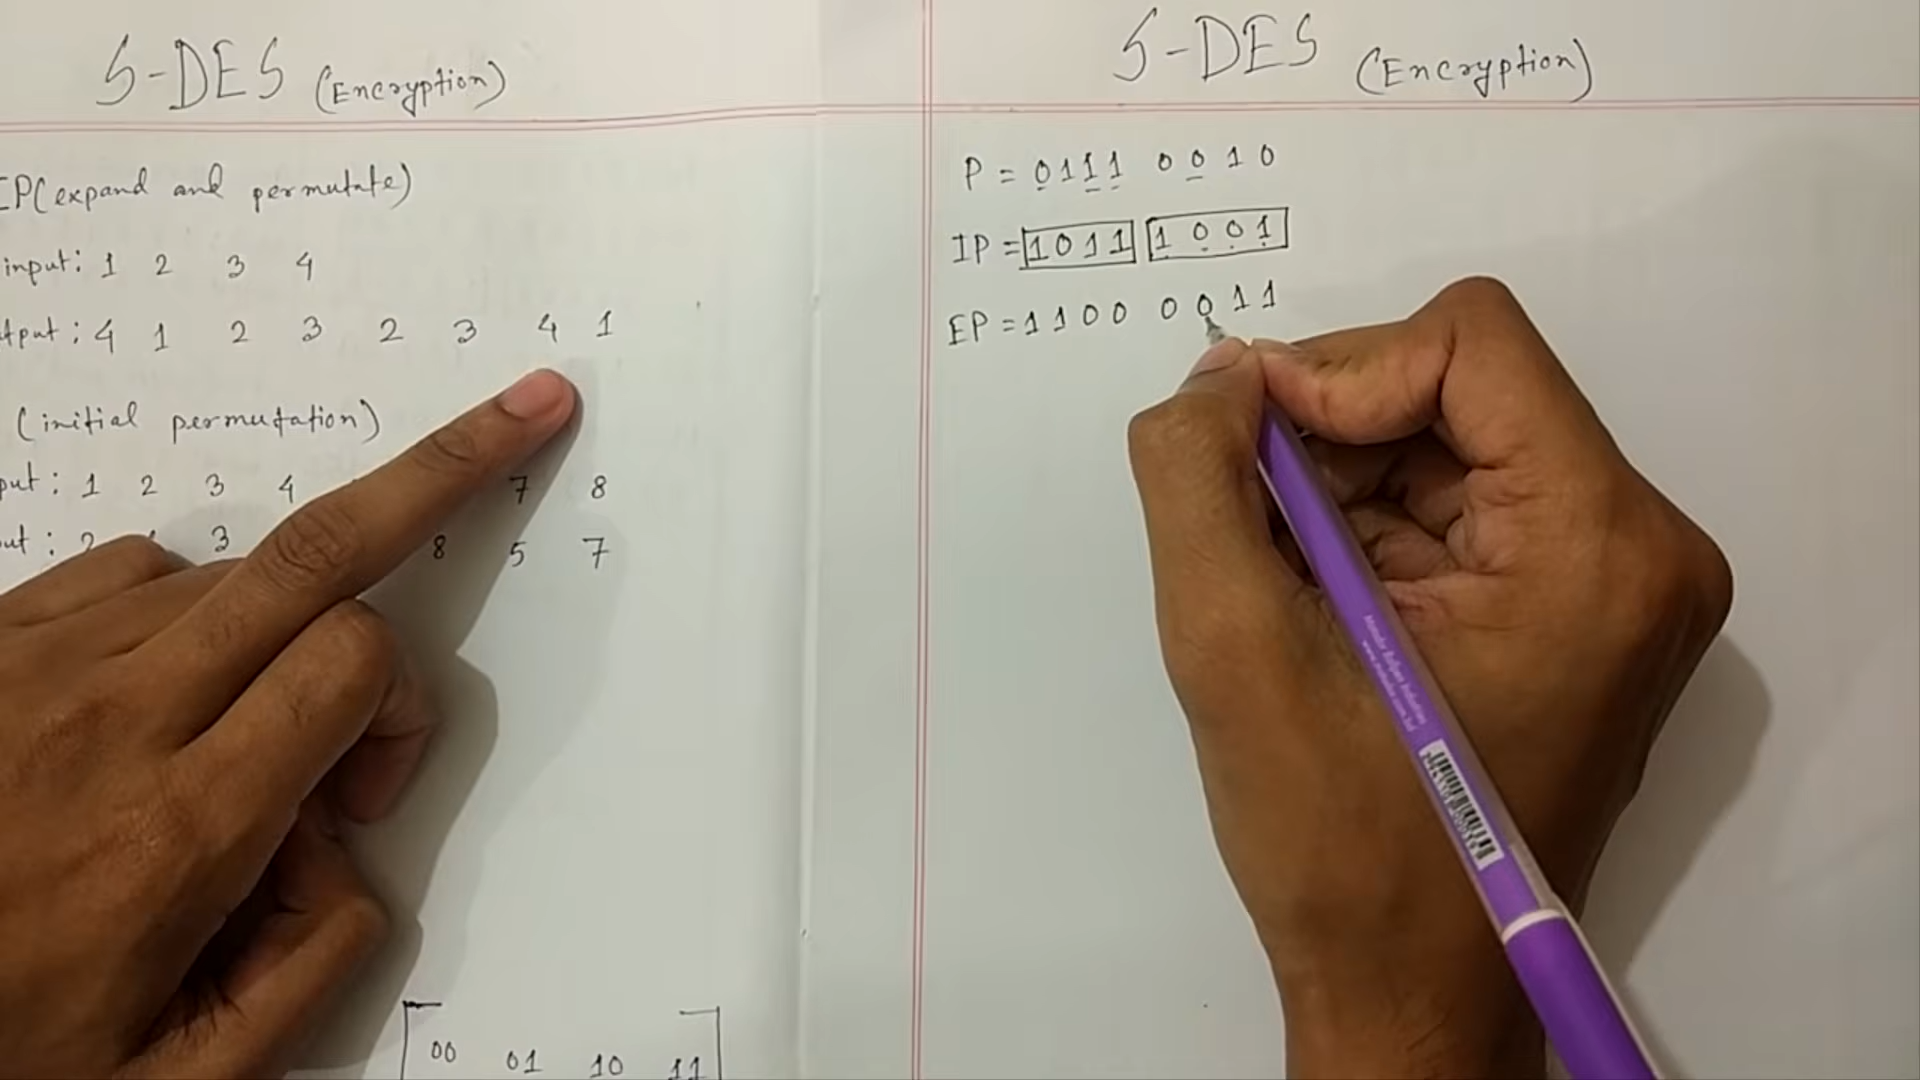 S-DES (Encryption)
IP(expand and permutate)
input: 1 2 3 4
tput: 4 1 2 3 2 3 4 1
(initial permutation)
put: 1 2 3 4 7 8
ut: 2 3 8 5 7
00 01 10 11
S-DES (Encryption)
P = 0111 0010
IP = 1011 1001
EP = 1100 0011